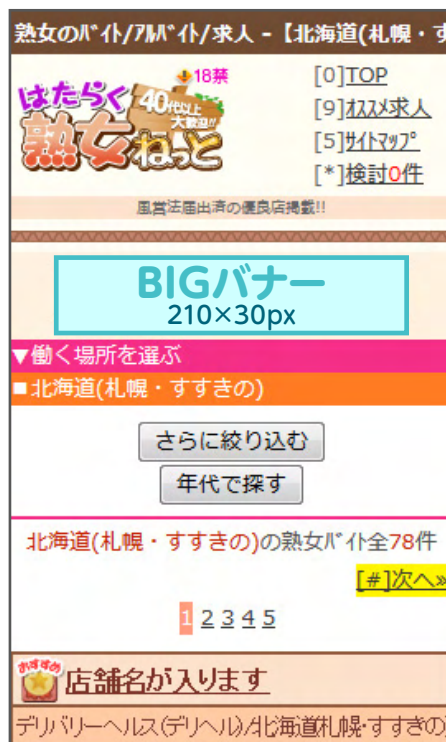 熟女のﾊﾞｲﾄ/ｱﾙﾊﾞｲﾄ/求人 -【北海道(札幌・す
18禁
はたらく
40代以上
大歓迎!!
熟女ねっと
[0]TOP
[9]ｵｽｽﾒ求人
[5]ｻｲﾄﾏｯﾌﾟ
[*]検討0件
風営法届出済の優良店掲載!!
BIGバナー
210×30px
▼働く場所を選ぶ
■北海道(札幌・すすきの)
さらに絞り込む
年代で探す
北海道(札幌・すすきの)の熟女ﾊﾞｲﾄ全78件
[#]次へ»
1 2 3 4 5
おすすめ
店舗名が入ります
デリバリーヘルス(デリヘル)/北海道札幌・すすきの)